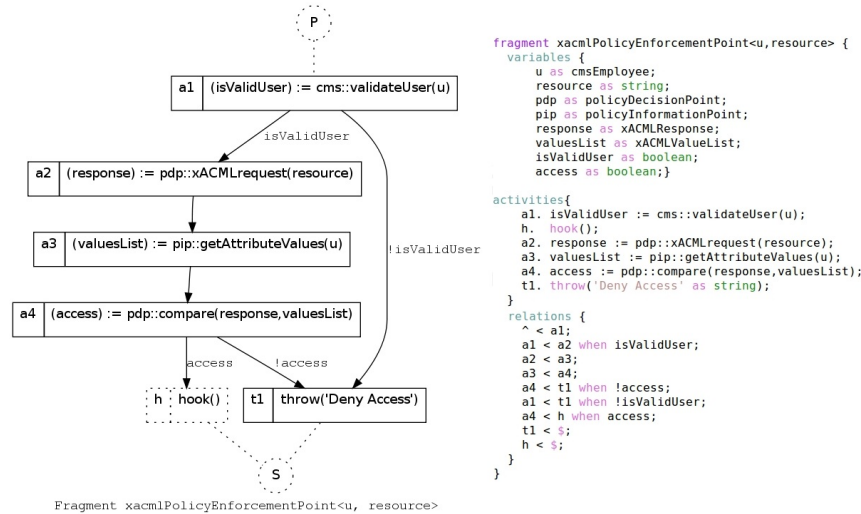 P
a1 (isValidUser) := cms::validateUser(u)
isValidUser
a2 (response) := pdp::xACMLrequest(resource)
a3 (valuesList) := pip::getAttributeValues(u)
!isValidUser
a4 (access) := pdp::compare(response,valuesList)
access !access
h hook() t1 throw('Deny Access')
S
Fragment xacmlPolicyEnforcementPoint<u, resource>
fragment xacmlPolicyEnforcementPoint<u,resource> {
variables {
u as cmsEmployee;
resource as string;
pdp as policyDecisionPoint;
pip as policyInformationPoint;
response as xACMLResponse;
valuesList as xACMLValueList;
isValidUser as boolean;
access as boolean;}
activities{
a1. isValidUser := cms::validateUser(u);
h. hook();
a2. response := pdp::xACMLrequest(resource);
a3. valuesList := pip::getAttributeValues(u);
a4. access := pdp::compare(response,valuesList);
t1. throw('Deny Access' as string);
}
relations {
^ < a1;
a1 < a2 when isValidUser;
a2 < a3;
a3 < a4;
a4 < t1 when !access;
a1 < t1 when !isValidUser;
a4 < h when access;
t1 < $;
h < $;
}
}